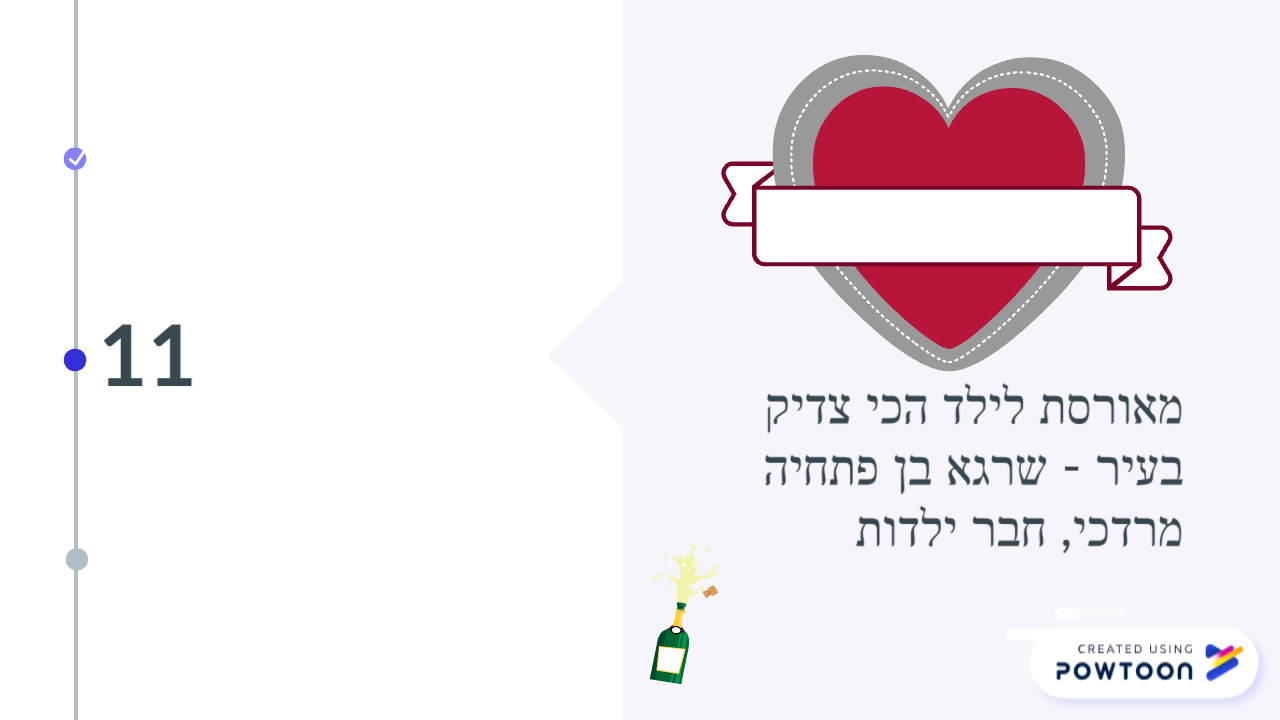 11
מאורסת לילד הכי צדיק
בעיר - שרגא בן פתחיה
מרדכי, חבר ילדות
CREATED USING
POWTOON